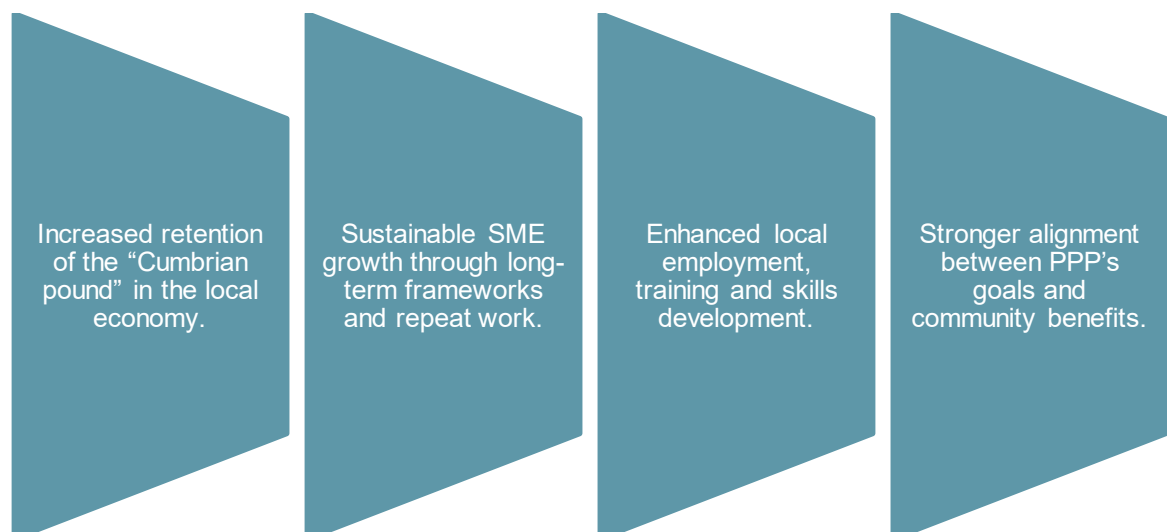 Increased retention
of the “Cumbrian
pound” in the local
economy.
Sustainable SME
growth through long-
term frameworks
and repeat work.
Enhanced local
employment,
training and skills
development.
Stronger alignment
between PPP’s
goals and
community benefits.